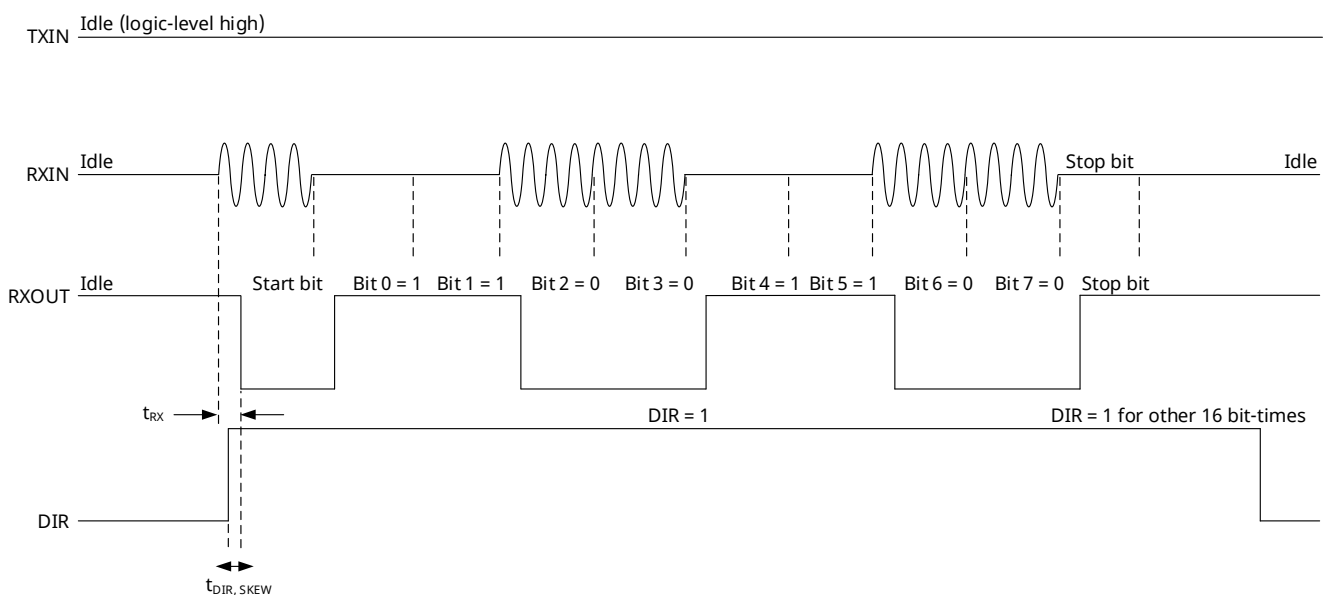 Idle (logic-level high)
TXIN
Idle
Stop bit
Idle
RXIN
Idle
Start bit
Bit 0 = 1
Bit 1 = 1
Bit 2 = 0
Bit 3 = 0
Bit 4 = 1
Bit 5 = 1
Bit 6 = 0
Bit 7 = 0
Stop bit
RXOUT
tRX
DIR = 1
DIR = 1 for other 16 bit-times
DIR
tDIR, SKEW